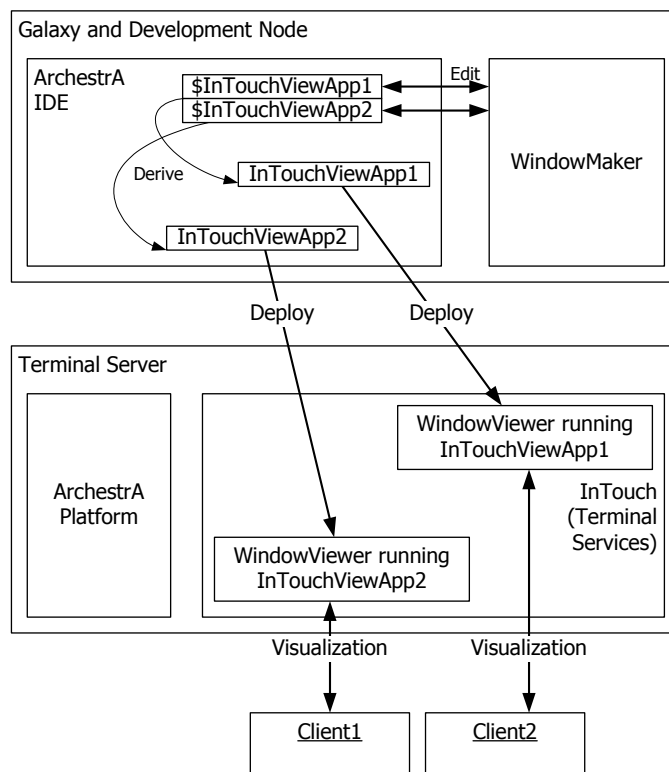 Galaxy and Development Node
ArchestrA
IDE
$InTouchViewApp1
$InTouchViewApp2
Edit
WindowMaker
Derive
InTouchViewApp1
InTouchViewApp2
Deploy
Deploy
Terminal Server
ArchestrA
Platform
WindowViewer running
InTouchViewApp1
InTouch
(Terminal
Services)
WindowViewer running
InTouchViewApp2
Visualization
Visualization
Client1
Client2